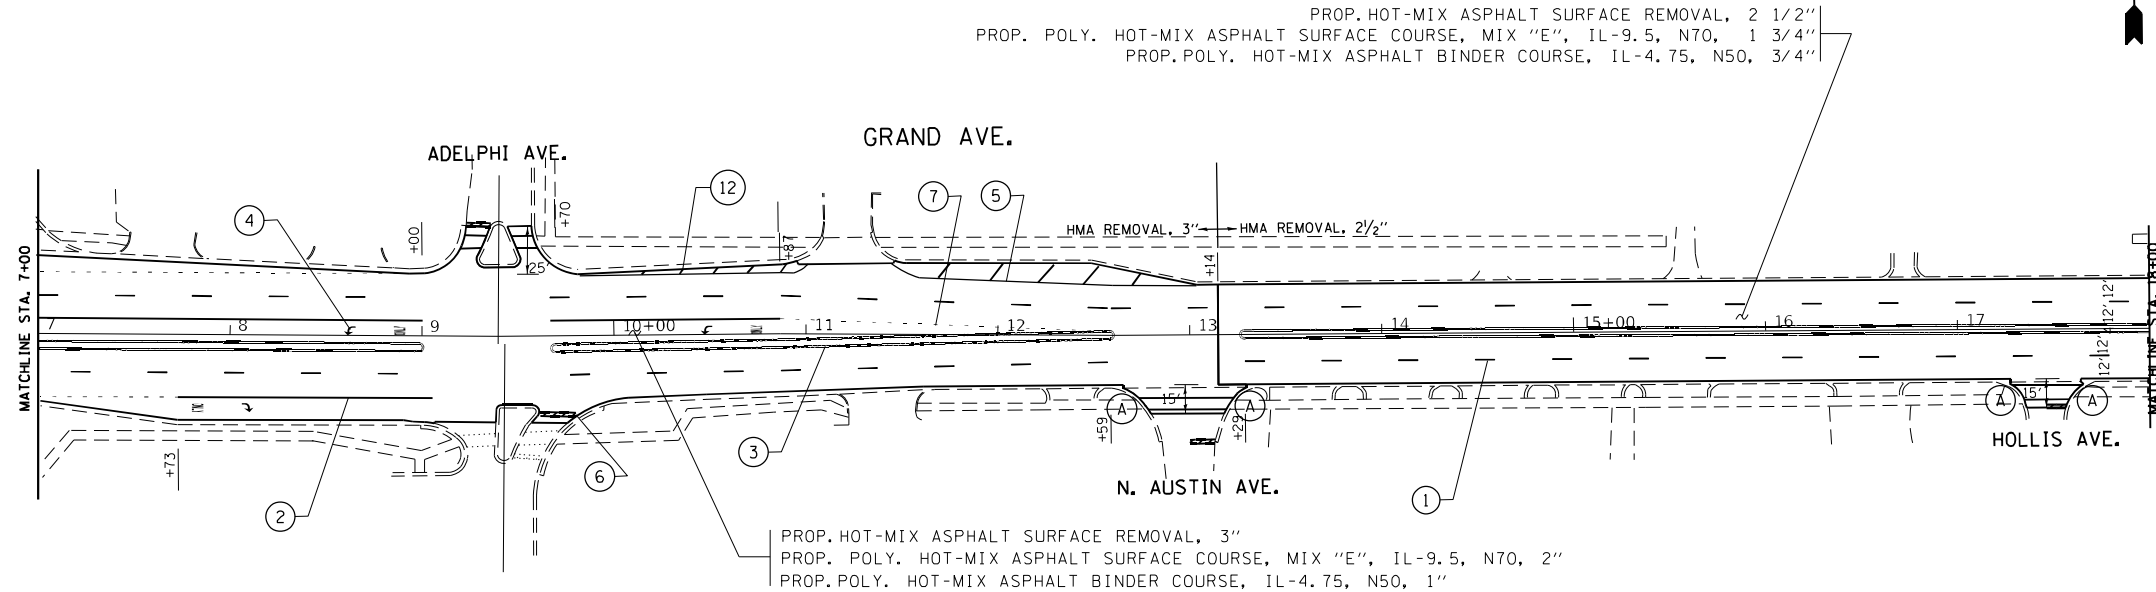 PROP. HOT-MIX ASPHALT SURFACE REMOVAL, 2 1/2"
PROP. POLY. HOT-MIX ASPHALT SURFACE COURSE, MIX "E", IL-9.5, N70, 1 3/4"
PROP. POLY. HOT-MIX ASPHALT BINDER COURSE, IL-4.75, N50, 3/4"
GRAND AVE.
ADELPHI AVE.
12
7
5
4
+00
+70
+87
HMA REMOVAL, 3"
HMA REMOVAL, 2½"
+14
25'
MATCHLINE STA. 7+00
MATCHLINE STA. 18+00
7
8
9
10+00
11
12
13
14
15+00
16
17
12'
12'
12'
12'
15'
15'
A
A
A
A
+59
+29
+73
HOLLIS AVE.
N. AUSTIN AVE.
2
6
3
1
PROP. HOT-MIX ASPHALT SURFACE REMOVAL, 3"
PROP. POLY. HOT-MIX ASPHALT SURFACE COURSE, MIX "E", IL-9.5, N70, 2"
PROP. POLY. HOT-MIX ASPHALT BINDER COURSE, IL-4.75, N50, 1"